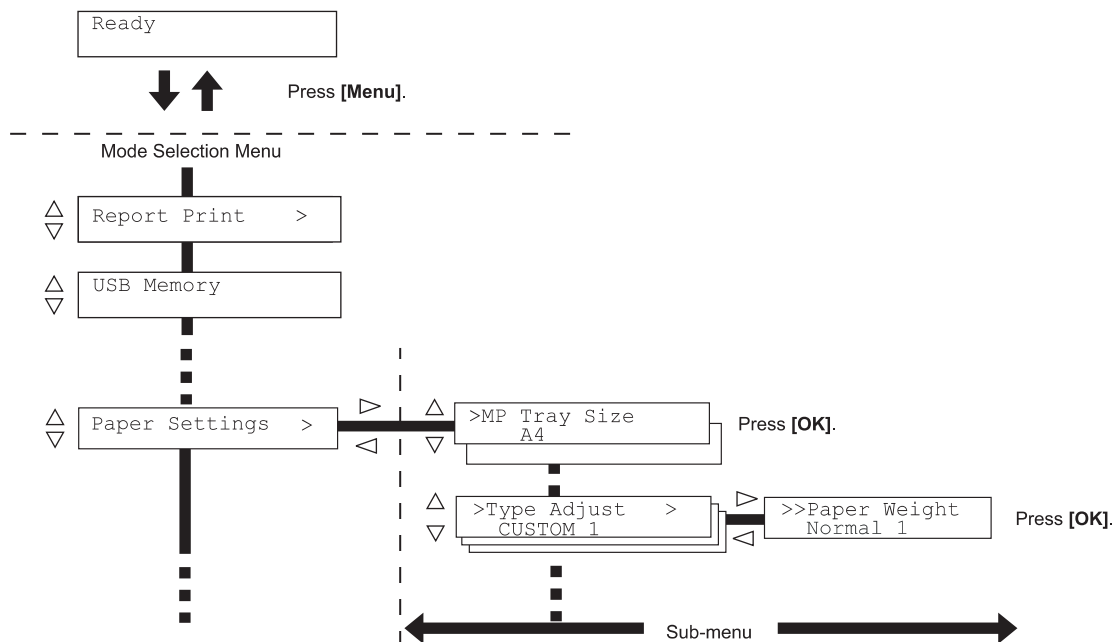 Ready
Press [Menu].
Mode Selection Menu
Report Print >
USB Memory
Paper Settings >
>MP Tray Size
A4
Press [OK].
>Type Adjust >
CUSTOM 1
>>Paper Weight
Normal 1
Press [OK].
Sub-menu